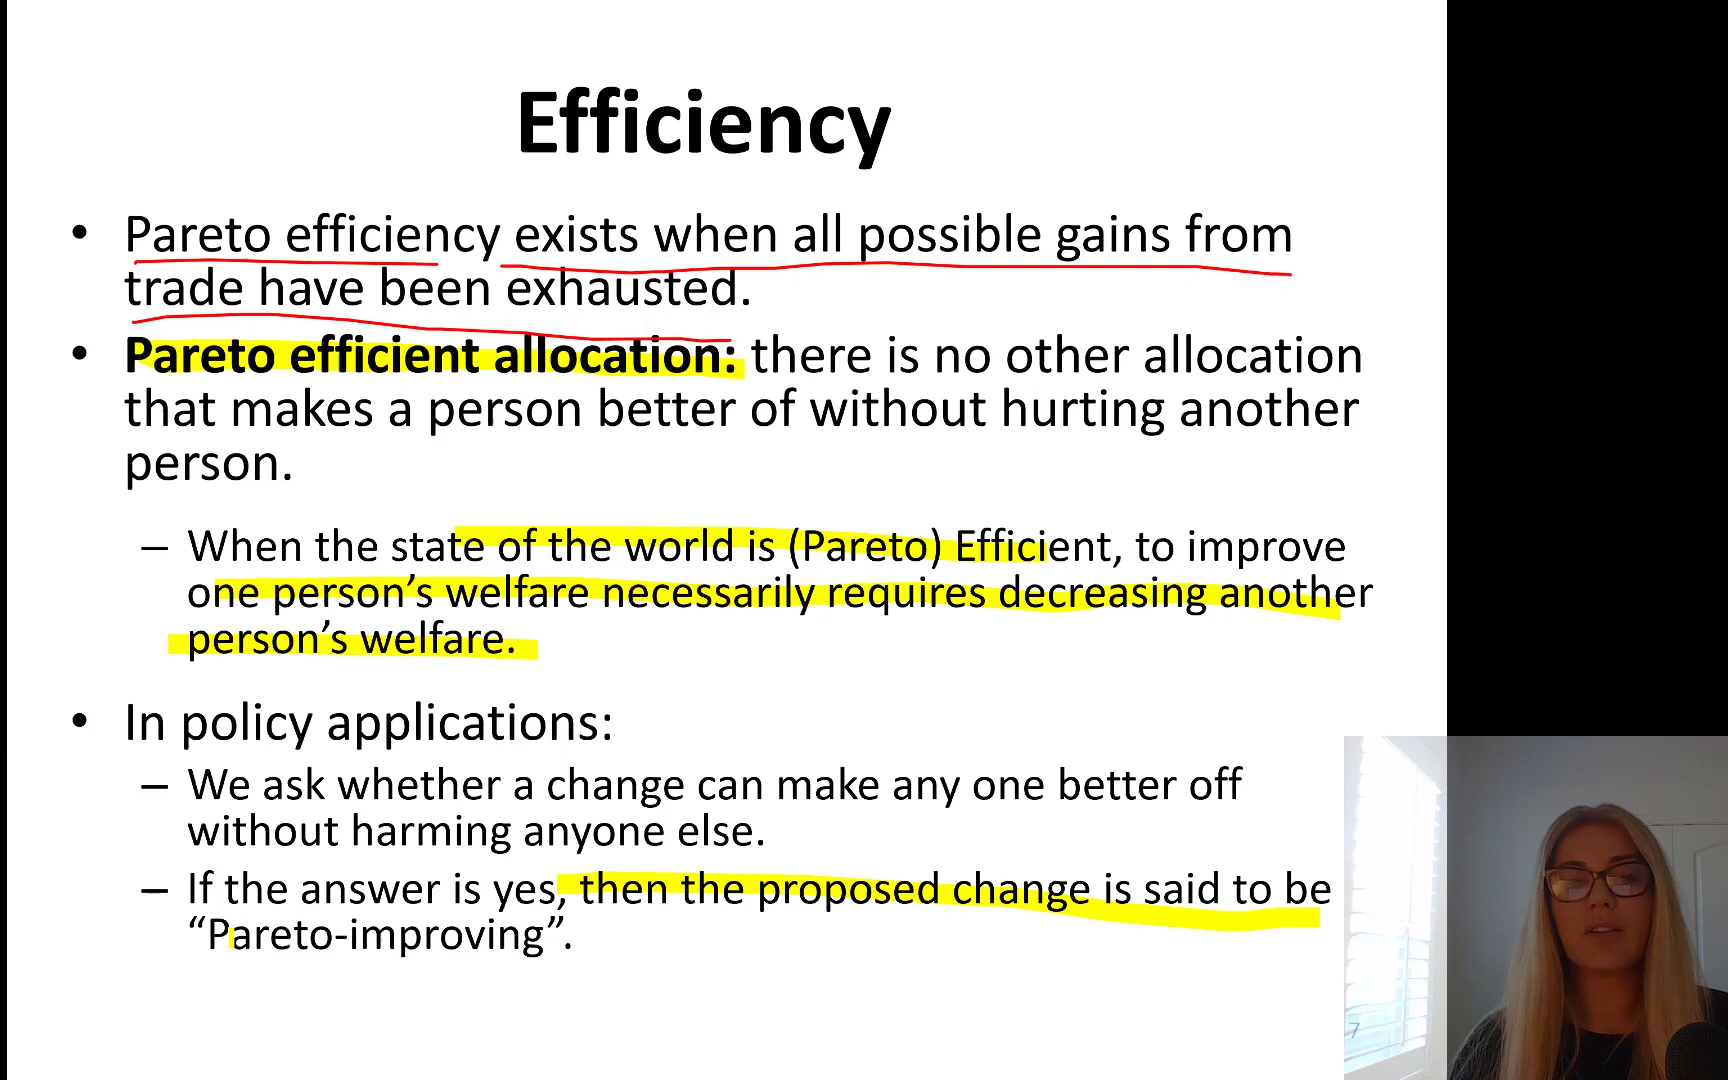 Efficiency
• Pareto efficiency exists when all possible gains from
trade have been exhausted.
• Pareto efficient allocation: there is no other allocation
that makes a person better of without hurting another
person.
– When the state of the world is (Pareto) Efficient, to improve
one person’s welfare necessarily requires decreasing another
person’s welfare.
• In policy applications:
– We ask whether a change can make any one better off
without harming anyone else.
– If the answer is yes, then the proposed change is said to be
“Pareto-improving”.
7